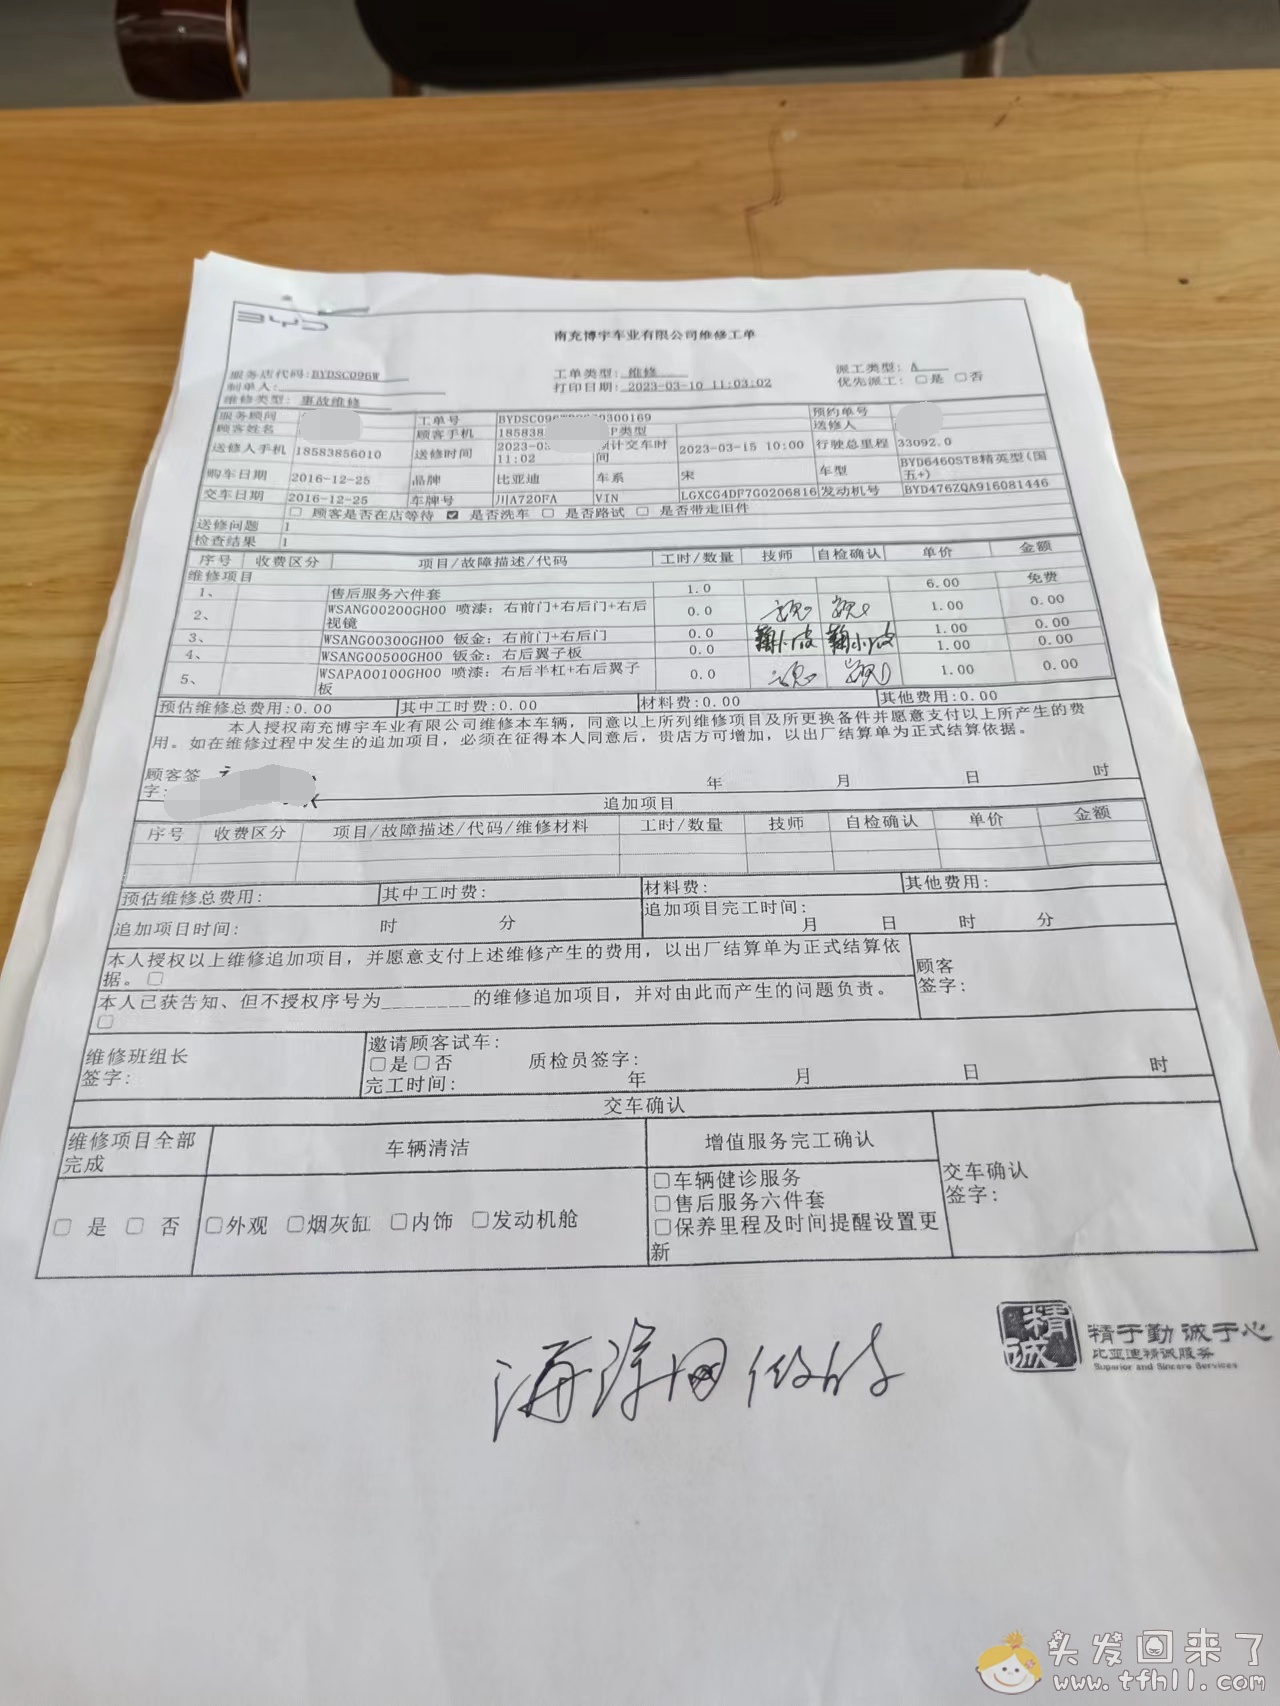 BYD
南充博宇车业有限公司维修工单
服务店代码:BYDSC096W 工单类型: 维修 派工类型: A
制单人: 打印日期: 2023-03-10 11:03:02 优先派工: □是 □否
维修类型: 事故维修
服务顾问 工单号 BYDSC096W 0300169 预约单号
顾客姓名 顾客手机 18583 P类型 送修人
送修人手机 18583856010 送修时间 2023-03 11:02 计交车时间 2023-03-15 10:00 行驶总里程 33092.0
购车日期 2016-12-25 品牌 比亚迪 车系 宋 车型 BYD6460ST8精英型(国五+)
交车日期 2016-12-25 车牌号 川A720FA VIN LGXCG4DF7G0206816 发动机号 BYD476ZQA916081446
□ 顾客是否在店等待 ☑ 是否洗车 □ 是否路试 □ 是否带走旧件
送修问题 1
检查结果 1
序号 收费区分 项目/故障描述/代码 工时/数量 技师 自检确认 单价 金额
维修项目
1、 售后服务六件套 1.0 6.00 免费
2、 WSANG00200GH00 喷漆: 右前门+右后门+右后视镜 0.0 1.00 0.00
3、 WSANG00300GH00 钣金: 右前门+右后门 0.0 1.00 0.00
4、 WSANG00500GH00 钣金: 右后翼子板 0.0 1.00 0.00
5、 WSAPA00100GH00 喷漆: 右后半杠+右后翼子板 0.0 1.00 0.00
预估维修总费用:0.00 其中工时费:0.00 材料费:0.00 其他费用:0.00
本人授权南充博宇车业有限公司维修本车辆，同意以上所列维修项目及所更换备件并愿意支付以上所产生的费
用。如在维修过程中发生的追加项目，必须在征得本人同意后，贵店方可增加，以出厂结算单为正式结算依据。
顾客签字: 年 月 日 时
追加项目
序号 收费区分 项目/故障描述/代码/维修材料 工时/数量 技师 自检确认 单价 金额
预估维修总费用: 其中工时费: 材料费: 其他费用:
追加项目时间: 时 分 追加项目完工时间: 月 日 时 分
本人授权以上维修追加项目，并愿意支付上述维修产生的费用，以出厂结算单为正式结算依
据。□
顾客
签字:
本人已获告知、但不授权序号为________的维修追加项目，并对由此而产生的问题负责。
□
维修班组长
签字:
邀请顾客试车:
□是□否 质检员签字:
完工时间: 年 月 日 时
交车确认
维修项目全部完成 车辆清洁 增值服务完工确认
交车确认
签字:
□ 是 □ 否 □外观 □烟灰缸 □内饰 □发动机舱
□车辆健诊服务
□售后服务六件套
□保养里程及时间提醒设置更
新
海洋网做的
精诚
精于勤 诚于心
比亚迪精诚服务
Superior and Sincere Services
头发回来了
www.tfhll.com